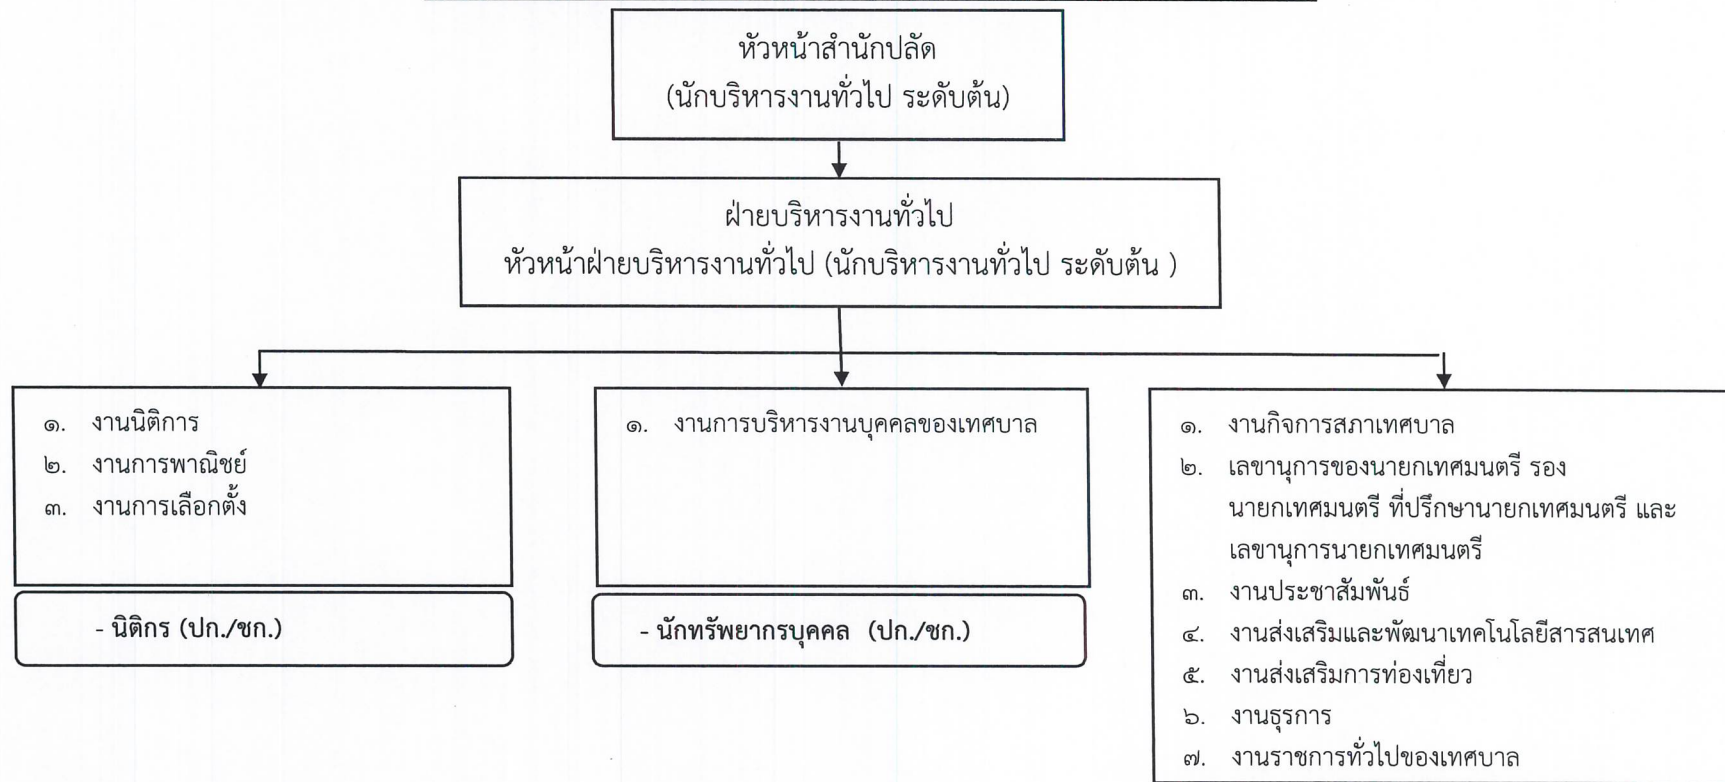 หัวหน้าสำนักปลัด
(นักบริหารงานทั่วไป ระดับต้น)
ฝ่ายบริหารงานทั่วไป
หัวหน้าฝ่ายบริหารงานทั่วไป (นักบริหารงานทั่วไป ระดับต้น )
๑. งานนิติการ
๒. งานการพาณิชย์
๓. งานการเลือกตั้ง
- นิติกร (ปก./ชก.)
๑. งานการบริหารงานบุคคลของเทศบาล
- นักทรัพยากรบุคคล (ปก./ชก.)
๑. งานกิจการสภาเทศบาล
๒. เลขานุการของนายกเทศมนตรี รอง
นายกเทศมนตรี ที่ปรึกษานายกเทศมนตรี และ
เลขานุการนายกเทศมนตรี
๓. งานประชาสัมพันธ์
๔. งานส่งเสริมและพัฒนาเทคโนโลยีสารสนเทศ
๕. งานส่งเสริมการท่องเที่ยว
๖. งานธุรการ
๗. งานราชการทั่วไปของเทศบาล